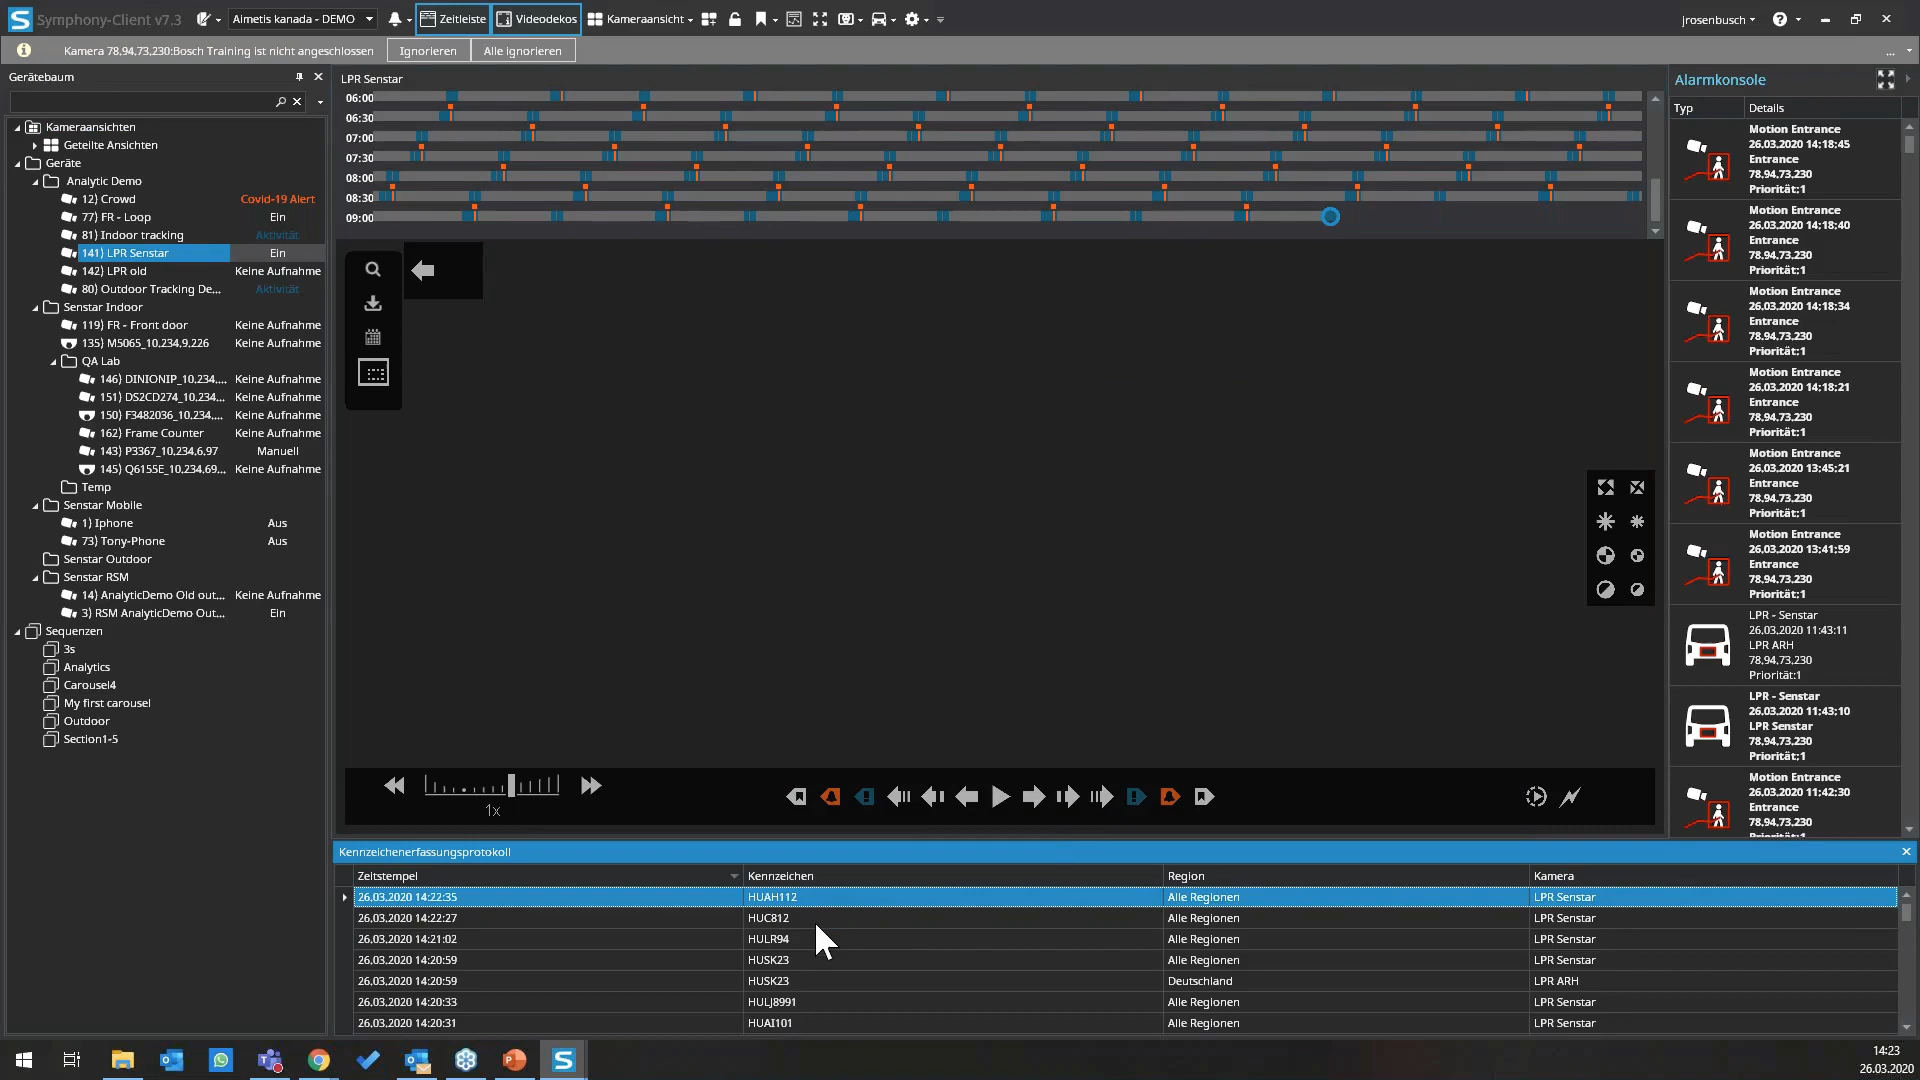 Symphony-Client v7.3
Aimetis kanada - DEMO
Zeitleiste
Videodekos
Kameraansicht
jrosenbusch
Kamera 78.94.73.230:Bosch Training ist nicht angeschlossen
Ignorieren
Alle ignorieren
Gerätebaum
Kameraansichten
Geteilte Ansichten
Geräte
Analytic Demo
12) Crowd Covid-19 Alert
77) FR - Loop Ein
81) Indoor tracking Aktivität
141) LPR Senstar Ein
142) LPR old Keine Aufnahme
80) Outdoor Tracking De... Aktivität
Senstar Indoor
119) FR - Front door Keine Aufnahme
135) M5065_10.234.9.226 Keine Aufnahme
QA Lab
146) DINIONIP_10.234.... Keine Aufnahme
151) DS2CD274_10.234... Keine Aufnahme
150) F3482036_10.234.... Keine Aufnahme
162) Frame Counter Keine Aufnahme
143) P3367_10.234.6.97 Manuell
145) Q6155E_10.234.69... Keine Aufnahme
Temp
Senstar Mobile
1) Iphone Aus
73) Tony-Phone Aus
Senstar Outdoor
Senstar RSM
14) AnalyticDemo Old out... Keine Aufnahme
3) RSM AnalyticDemo Out... Ein
Sequenzen
3s
Analytics
Carousel4
My first carousel
Outdoor
Section1-5
LPR Senstar
06:00
06:30
07:00
07:30
08:00
08:30
09:00
1x
Alarmkonsole
Typ Details
Motion Entrance
26.03.2020 14:18:45
Entrance
78.94.73.230
Priorität:1
Motion Entrance
26.03.2020 14:18:40
Entrance
78.94.73.230
Priorität:1
Motion Entrance
26.03.2020 14:18:34
Entrance
78.94.73.230
Priorität:1
Motion Entrance
26.03.2020 14:18:21
Entrance
78.94.73.230
Priorität:1
Motion Entrance
26.03.2020 13:45:21
Entrance
78.94.73.230
Priorität:1
Motion Entrance
26.03.2020 13:41:59
Entrance
78.94.73.230
Priorität:1
LPR - Senstar
26.03.2020 11:43:11
LPR ARH
78.94.73.230
Priorität:1
LPR - Senstar
26.03.2020 11:43:10
LPR Senstar
78.94.73.230
Priorität:1
Motion Entrance
26.03.2020 11:42:30
Entrance
78.94.73.230
Priorität:1
Kennzeichenerfassungsprotokoll
Zeitstempel Kennzeichen Region Kamera
26.03.2020 14:22:35 HUAH112 Alle Regionen LPR Senstar
26.03.2020 14:22:27 HUC812 Alle Regionen LPR Senstar
26.03.2020 14:21:02 HULR94 Alle Regionen LPR Senstar
26.03.2020 14:20:59 HUSK23 Alle Regionen LPR Senstar
26.03.2020 14:20:59 HUSK23 Deutschland LPR ARH
26.03.2020 14:20:33 HULJ8991 Alle Regionen LPR Senstar
26.03.2020 14:20:31 HUAI101 Alle Regionen LPR Senstar
14:23
26.03.2020